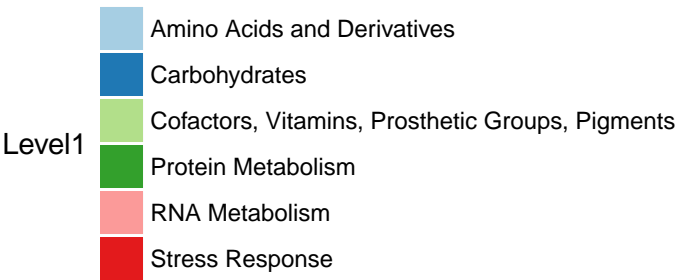 Amino Acids and Derivatives
Carbohydrates
Cofactors, Vitamins, Prosthetic Groups, Pigments
Level1
Protein Metabolism
RNA Metabolism
Stress Response